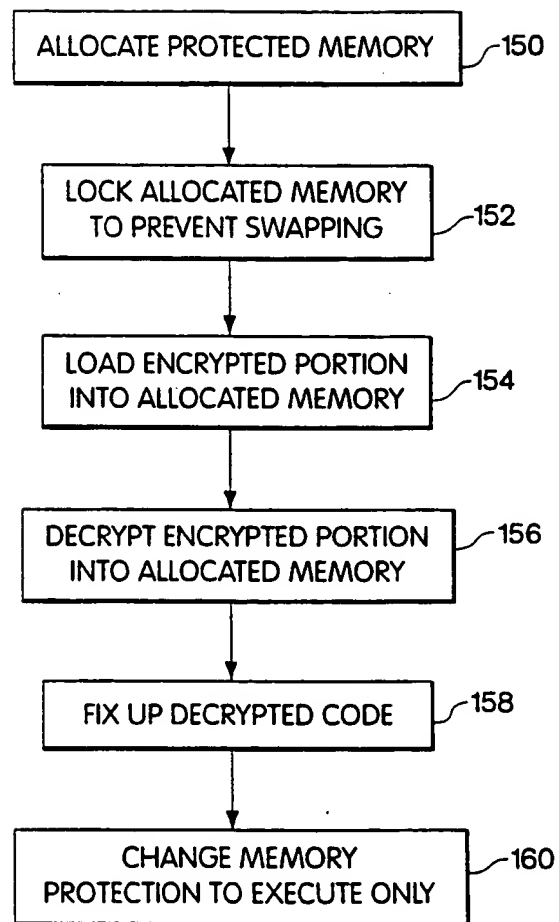 ALLOCATE PROTECTED MEMORY 150
LOCK ALLOCATED MEMORY
TO PREVENT SWAPPING 152
LOAD ENCRYPTED PORTION
INTO ALLOCATED MEMORY 154
DECRYPT ENCRYPTED PORTION
INTO ALLOCATED MEMORY 156
FIX UP DECRYPTED CODE 158
CHANGE MEMORY
PROTECTION TO EXECUTE ONLY 160